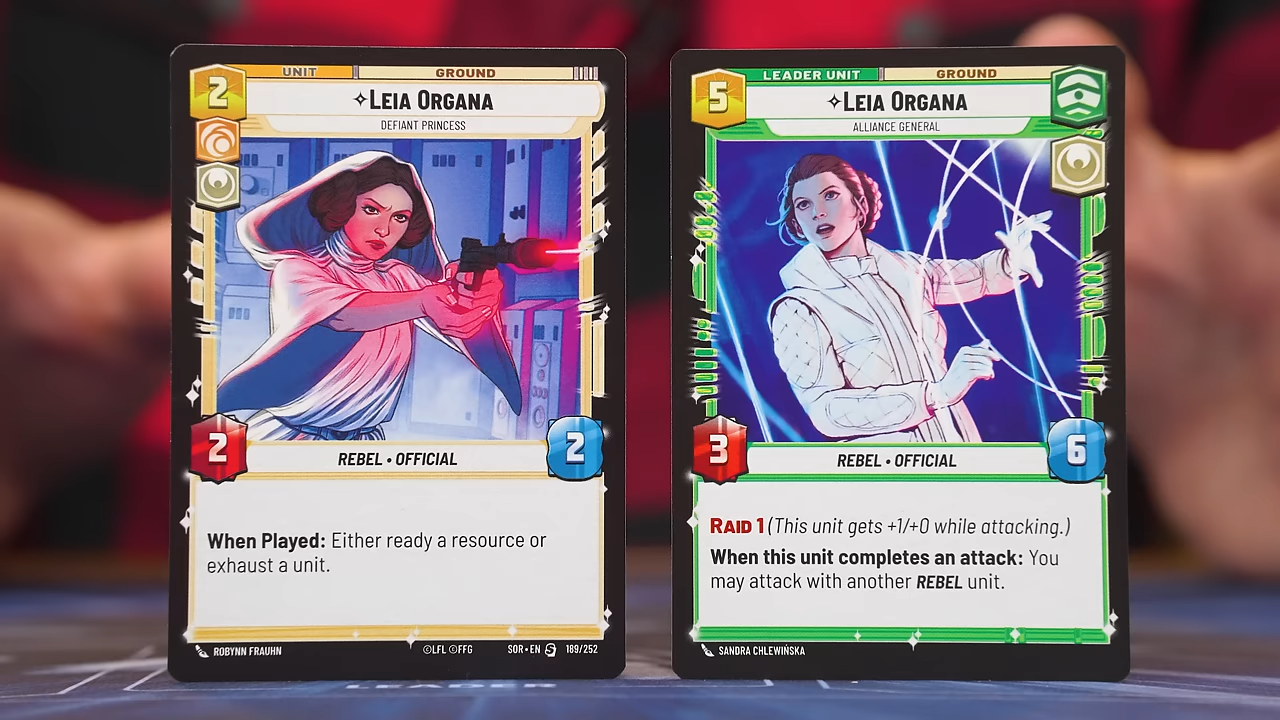 UNIT
GROUND
2
✧LEIA ORGANA
DEFIANT PRINCESS
2
2
REBEL • OFFICIAL
When Played: Either ready a resource or
exhaust a unit.
ROBYNN FRAUHN
©LFL ©FFG
SOR • EN
189/252
LEADER UNIT
GROUND
5
✧LEIA ORGANA
ALLIANCE GENERAL
3
6
REBEL • OFFICIAL
RAID 1 (This unit gets +1/+0 while attacking.)
When this unit completes an attack: You
may attack with another REBEL unit.
SANDRA CHLEWIŃSKA
LEADER